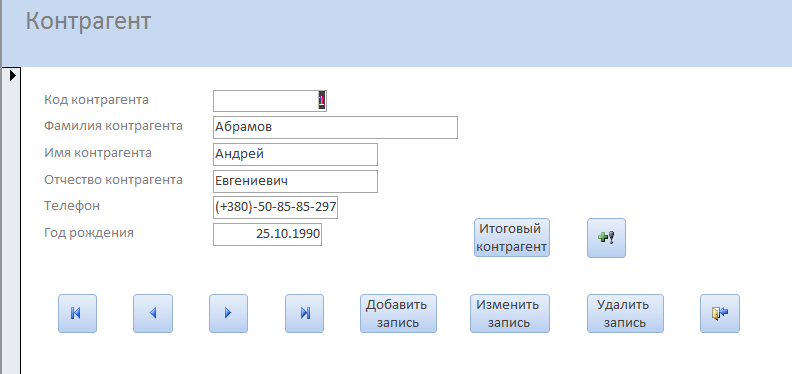 Контрагент
Код контрагента 1
Фамилия контрагента Абрамов
Имя контрагента Андрей
Отчество контрагента Евгениевич
Телефон (+380)-50-85-85-297
Год рождения 25.10.1990
Итоговый
контрагент
Добавить
запись
Изменить
запись
Удалить
запись